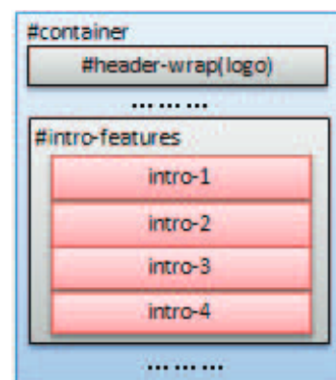 #container
#header-wrap(logo)
………
#intro-features
intro-1
intro-2
intro-3
intro-4
………